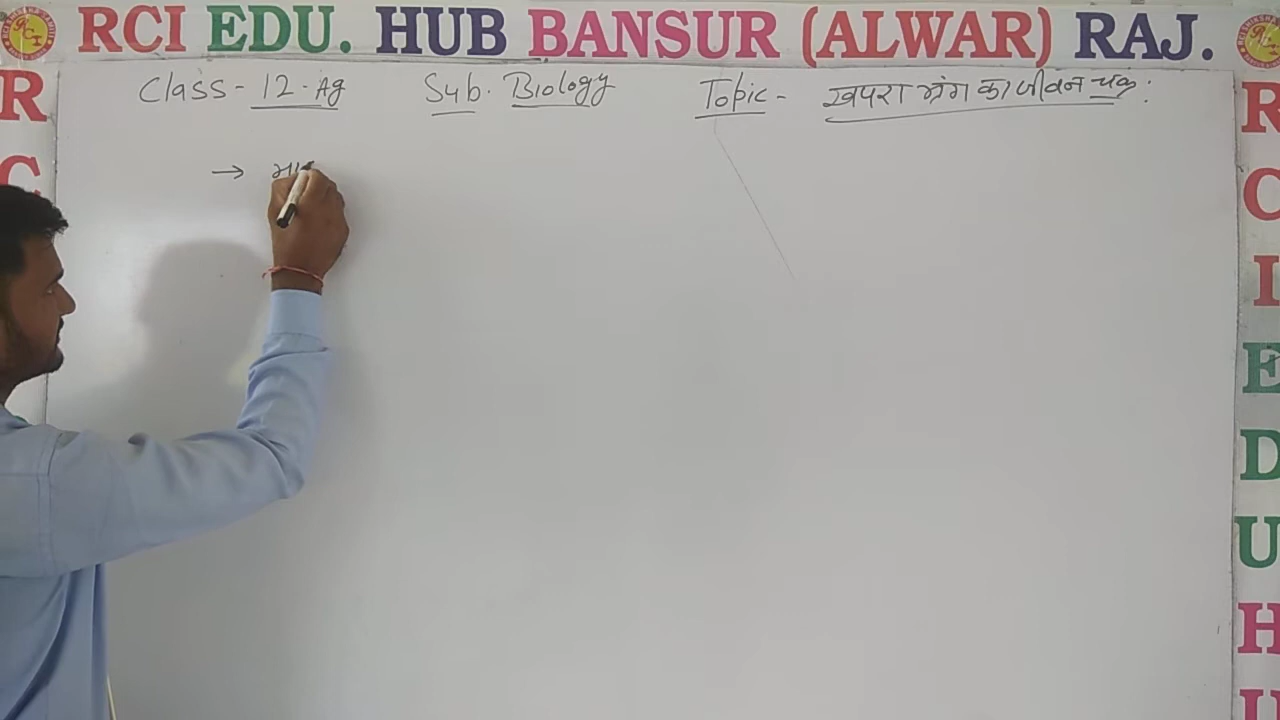 RCI EDU. HUB BANSUR (ALWAR) RAJ.
Class - 12 - Ag Sub. Biology Topic - खपरा भृंग का जीवन चक्र :
→
R
R
C
I
E
D
U
H